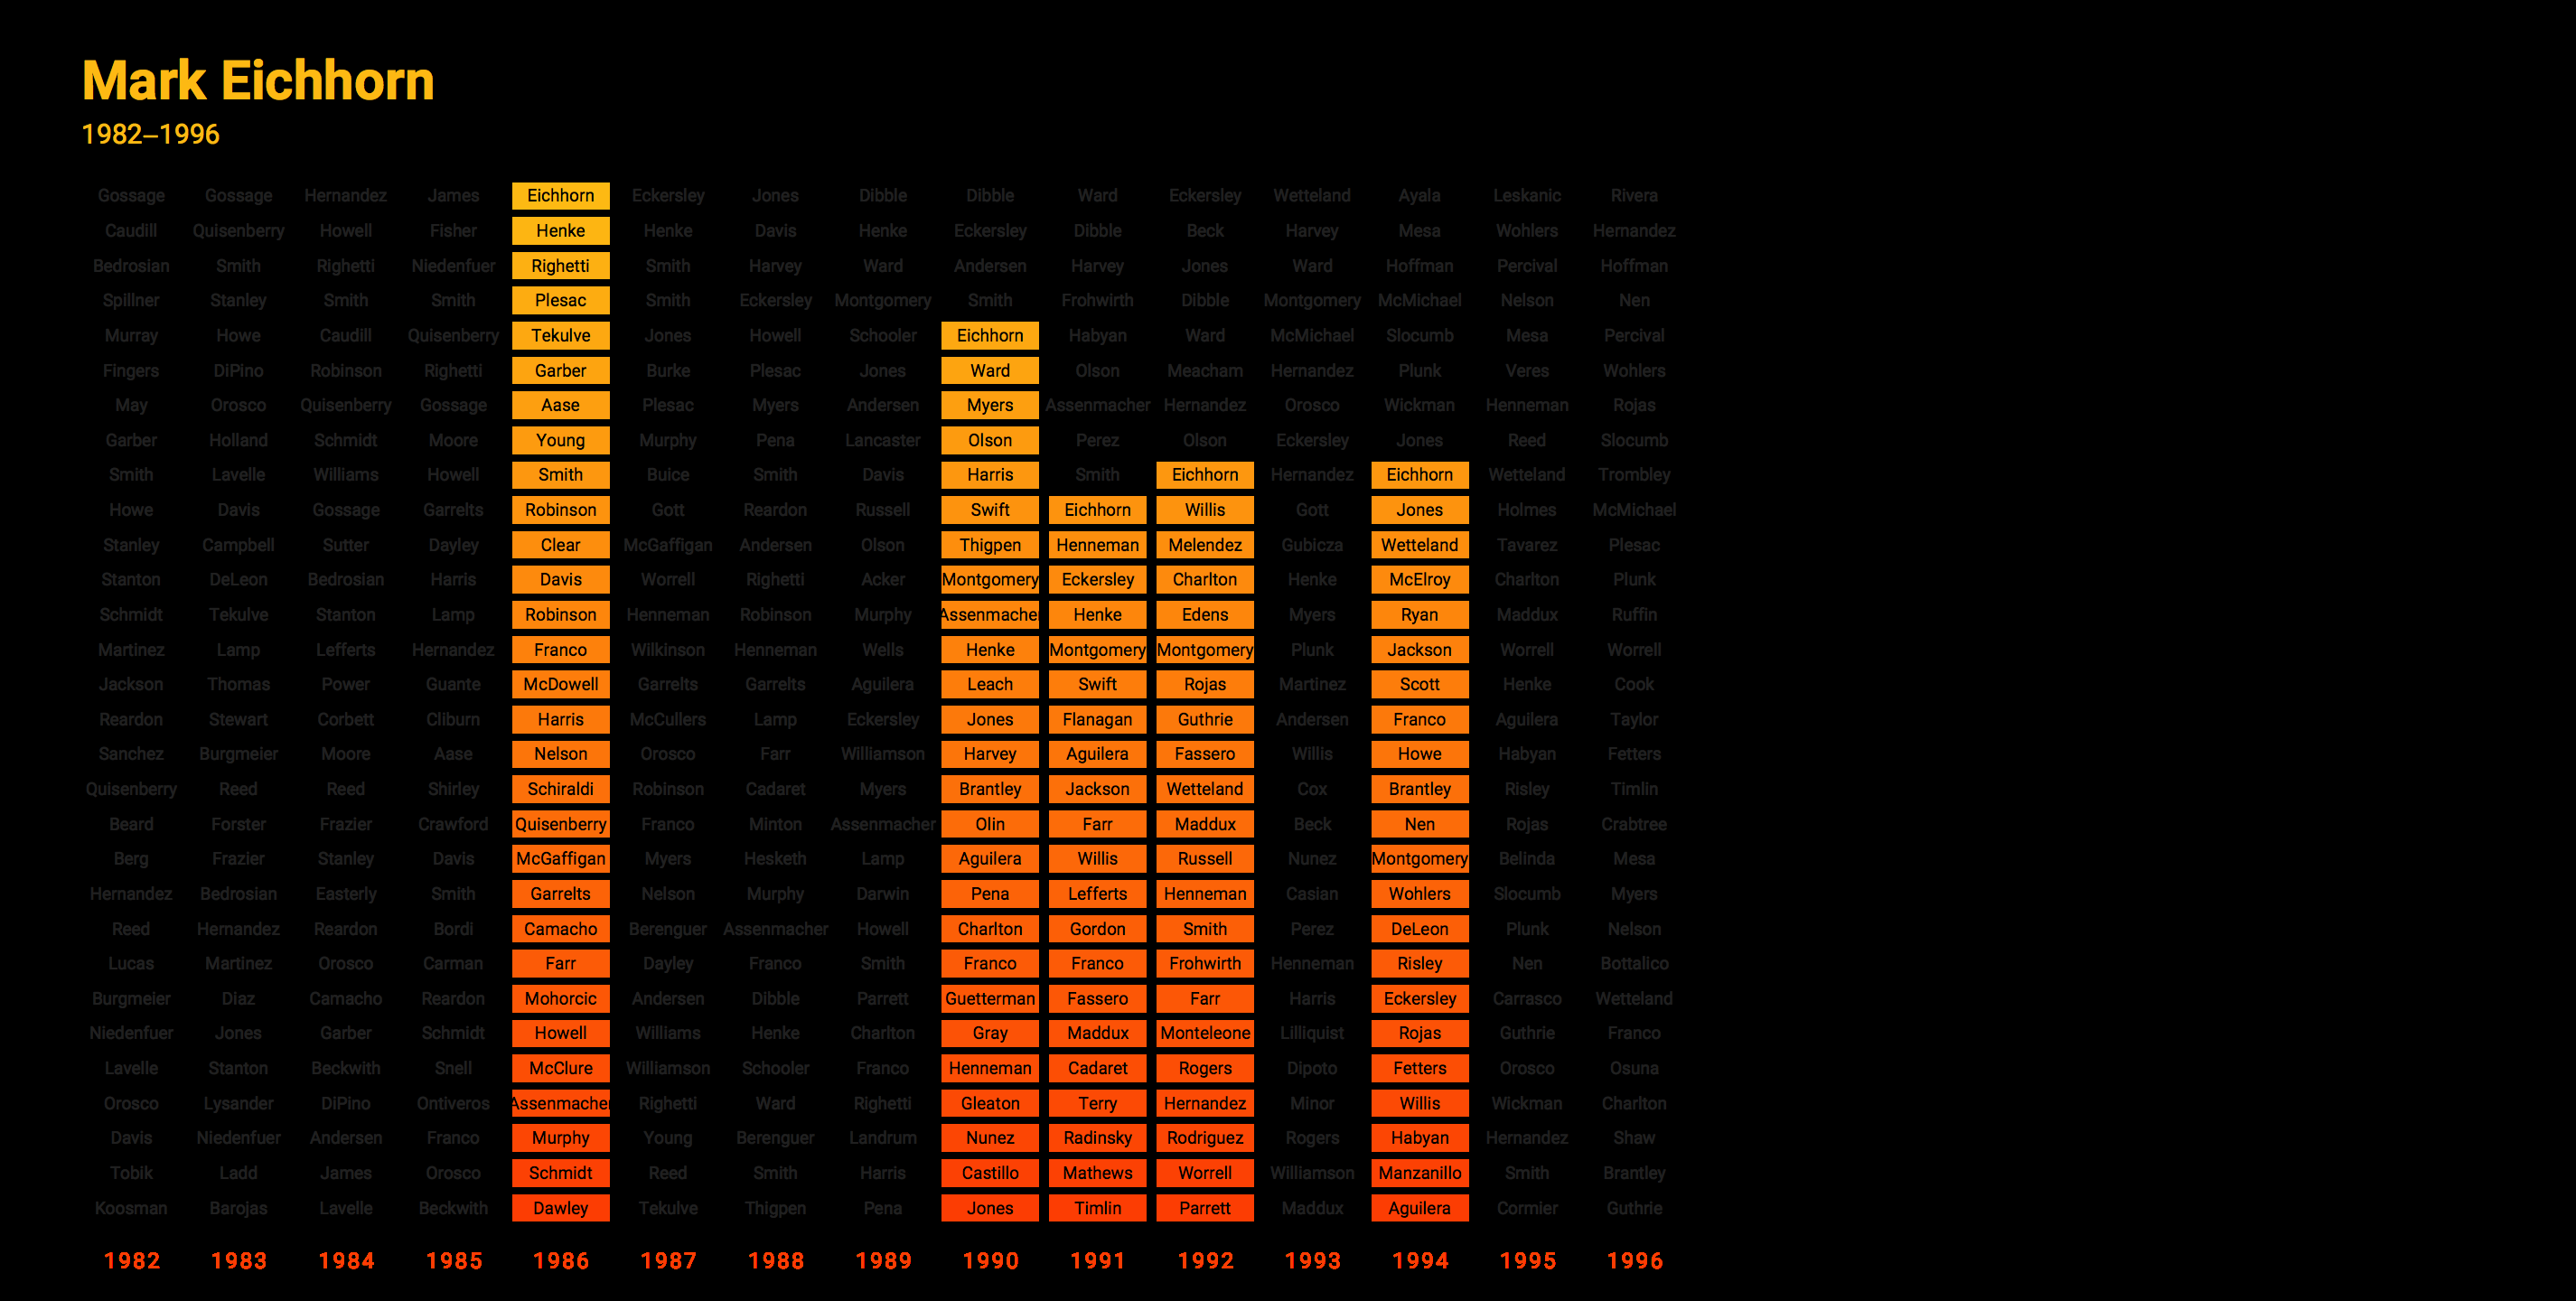 Mark Eichhorn
1982–1996
Gossage Gossage Hernandez James Eichhorn Eckersley Jones Dibble Dibble Ward Eckersley Wetteland Ayala Leskanic Rivera
Caudill Quisenberry Howell Fisher Henke Henke Davis Henke Eckersley Dibble Beck Harvey Mesa Wohlers Hernandez
Bedrosian Smith Righetti Niedenfuer Righetti Smith Harvey Ward Andersen Harvey Jones Ward Hoffman Percival Hoffman
Spillner Stanley Smith Smith Plesac Smith Eckersley Montgomery Smith Frohwirth Dibble Montgomery McMichael Nelson Nen
Murray Howe Caudill Quisenberry Tekulve Jones Howell Schooler Eichhorn Habyan Ward McMichael Slocumb Mesa Percival
Fingers DiPino Robinson Righetti Garber Burke Plesac Jones Ward Olson Meacham Hernandez Plunk Veres Wohlers
May Orosco Quisenberry Gossage Aase Plesac Myers Andersen Myers Assenmacher Hernandez Orosco Wickman Henneman Rojas
Garber Holland Schmidt Moore Young Murphy Pena Lancaster Olson Perez Olson Eckersley Jones Reed Slocumb
Smith Lavelle Williams Howell Smith Buice Smith Davis Harris Smith Eichhorn Hernandez Eichhorn Wetteland Trombley
Howe Davis Gossage Garrelts Robinson Gott Reardon Russell Swift Eichhorn Willis Gott Jones Holmes McMichael
Stanley Campbell Sutter Dayley Clear McGaffigan Andersen Olson Thigpen Henneman Melendez Gubicza Wetteland Tavarez Plesac
Stanton DeLeon Bedrosian Harris Davis Worrell Righetti Acker Montgomery Eckersley Charlton Henke McElroy Charlton Plunk
Schmidt Tekulve Stanton Lamp Robinson Henneman Robinson Murphy Assenmacher Henke Edens Myers Ryan Maddux Ruffin
Martinez Lamp Lefferts Hernandez Franco Wilkinson Henneman Wells Henke Montgomery Montgomery Plunk Jackson Worrell Worrell
Jackson Thomas Power Guante McDowell Garrelts Garrelts Aguilera Leach Swift Rojas Martinez Scott Henke Cook
Reardon Stewart Corbett Cliburn Harris McCullers Lamp Eckersley Jones Flanagan Guthrie Andersen Franco Aguilera Taylor
Sanchez Burgmeier Moore Aase Nelson Orosco Farr Williamson Harvey Aguilera Fassero Willis Howe Habyan Fetters
Quisenberry Reed Reed Shirley Schiraldi Robinson Cadaret Myers Brantley Jackson Wetteland Cox Brantley Risley Timlin
Beard Forster Frazier Crawford Quisenberry Franco Minton Assenmacher Olin Farr Maddux Beck Nen Rojas Crabtree
Berg Frazier Stanley Davis McGaffigan Myers Hesketh Lamp Aguilera Willis Russell Nunez Montgomery Belinda Mesa
Hernandez Bedrosian Easterly Smith Garrelts Nelson Murphy Darwin Pena Lefferts Henneman Casian Wohlers Slocumb Myers
Reed Hernandez Reardon Bordi Camacho Berenguer Assenmacher Howell Charlton Gordon Smith Perez DeLeon Plunk Nelson
Lucas Martinez Orosco Carman Farr Dayley Franco Smith Franco Franco Frohwirth Henneman Risley Nen Bottalico
Burgmeier Diaz Camacho Reardon Mohorcic Andersen Dibble Parrett Guetterman Fassero Farr Harris Eckersley Carrasco Wetteland
Niedenfuer Jones Garber Schmidt Howell Williams Henke Charlton Gray Maddux Monteleone Lilliquist Rojas Guthrie Franco
Lavelle Stanton Beckwith Snell McClure Williamson Schooler Franco Henneman Cadaret Rogers Dipoto Fetters Orosco Osuna
Orosco Lysander DiPino Ontiveros Assenmacher Righetti Ward Righetti Gleaton Terry Hernandez Minor Willis Wickman Charlton
Davis Niedenfuer Andersen Franco Murphy Young Berenguer Landrum Nunez Radinsky Rodriguez Rogers Habyan Hernandez Shaw
Tobik Ladd James Orosco Schmidt Reed Smith Harris Castillo Mathews Worrell Williamson Manzanillo Smith Brantley
Koosman Barojas Lavelle Beckwith Dawley Tekulve Thigpen Pena Jones Timlin Parrett Maddux Aguilera Cormier Guthrie
1982 1983 1984 1985 1986 1987 1988 1989 1990 1991 1992 1993 1994 1995 1996